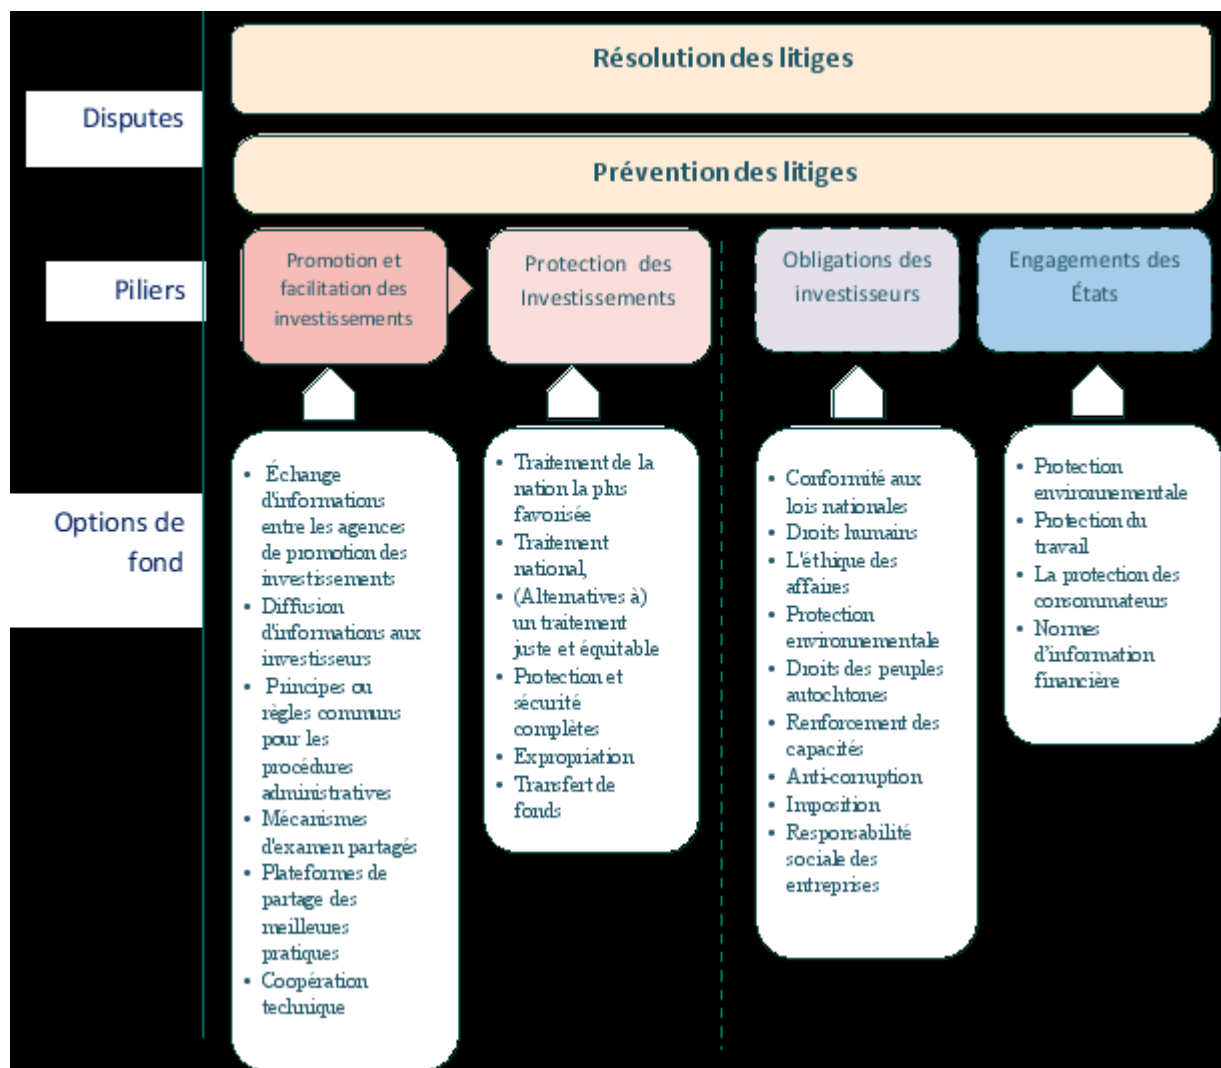 Résolution des litiges
Disputes
Prévention des litiges
Piliers
Promotion et
facilitation des
investissements
Protection des
Investissements
Obligations des
investisseurs
Engagements des
États
Options de
fond
• Échange
d'informations
entre les agences
de promotion des
investissements
• Diffusion
d'informations aux
investisseurs
• Principes ou
règles communs
pour les
procédures
administratives
• Mécanismes
d'examen partagés
• Plateformes de
partage des
meilleures
pratiques
• Coopération
technique
• Traitement de la
nation la plus
favorisée
• Traitement
national,
• (Alternatives à)
un traitement
juste et équitable
• Protection et
sécurité
complètes
• Expropriation
• Transfert de
fonds
• Conformité aux
lois nationales
• Droits humains
• L'éthique des
affaires
• Protection
environnementale
• Droits des peuples
autochtones
• Renforcement des
capacités
• Anti-corruption
• Imposition
• Responsabilité
sociale des
entreprises
• Protection
environnementale
• Protection du
travail
• La protection des
consommateurs
• Normes
d’information
financière